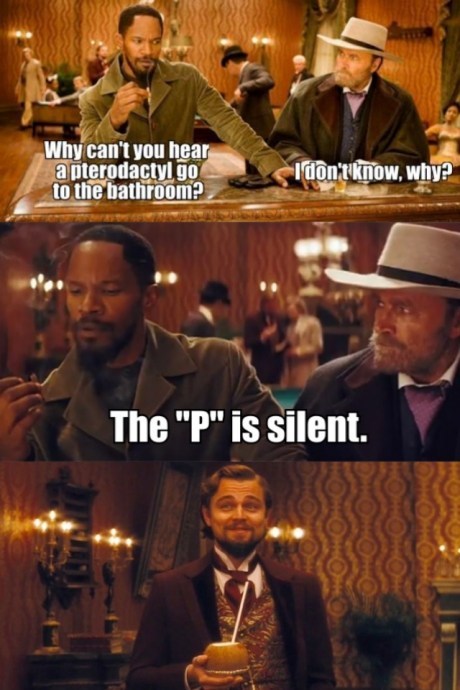 Why can't you hear
a pterodactyl go
to the bathroom?
I don't know, why?
The "P" is silent.